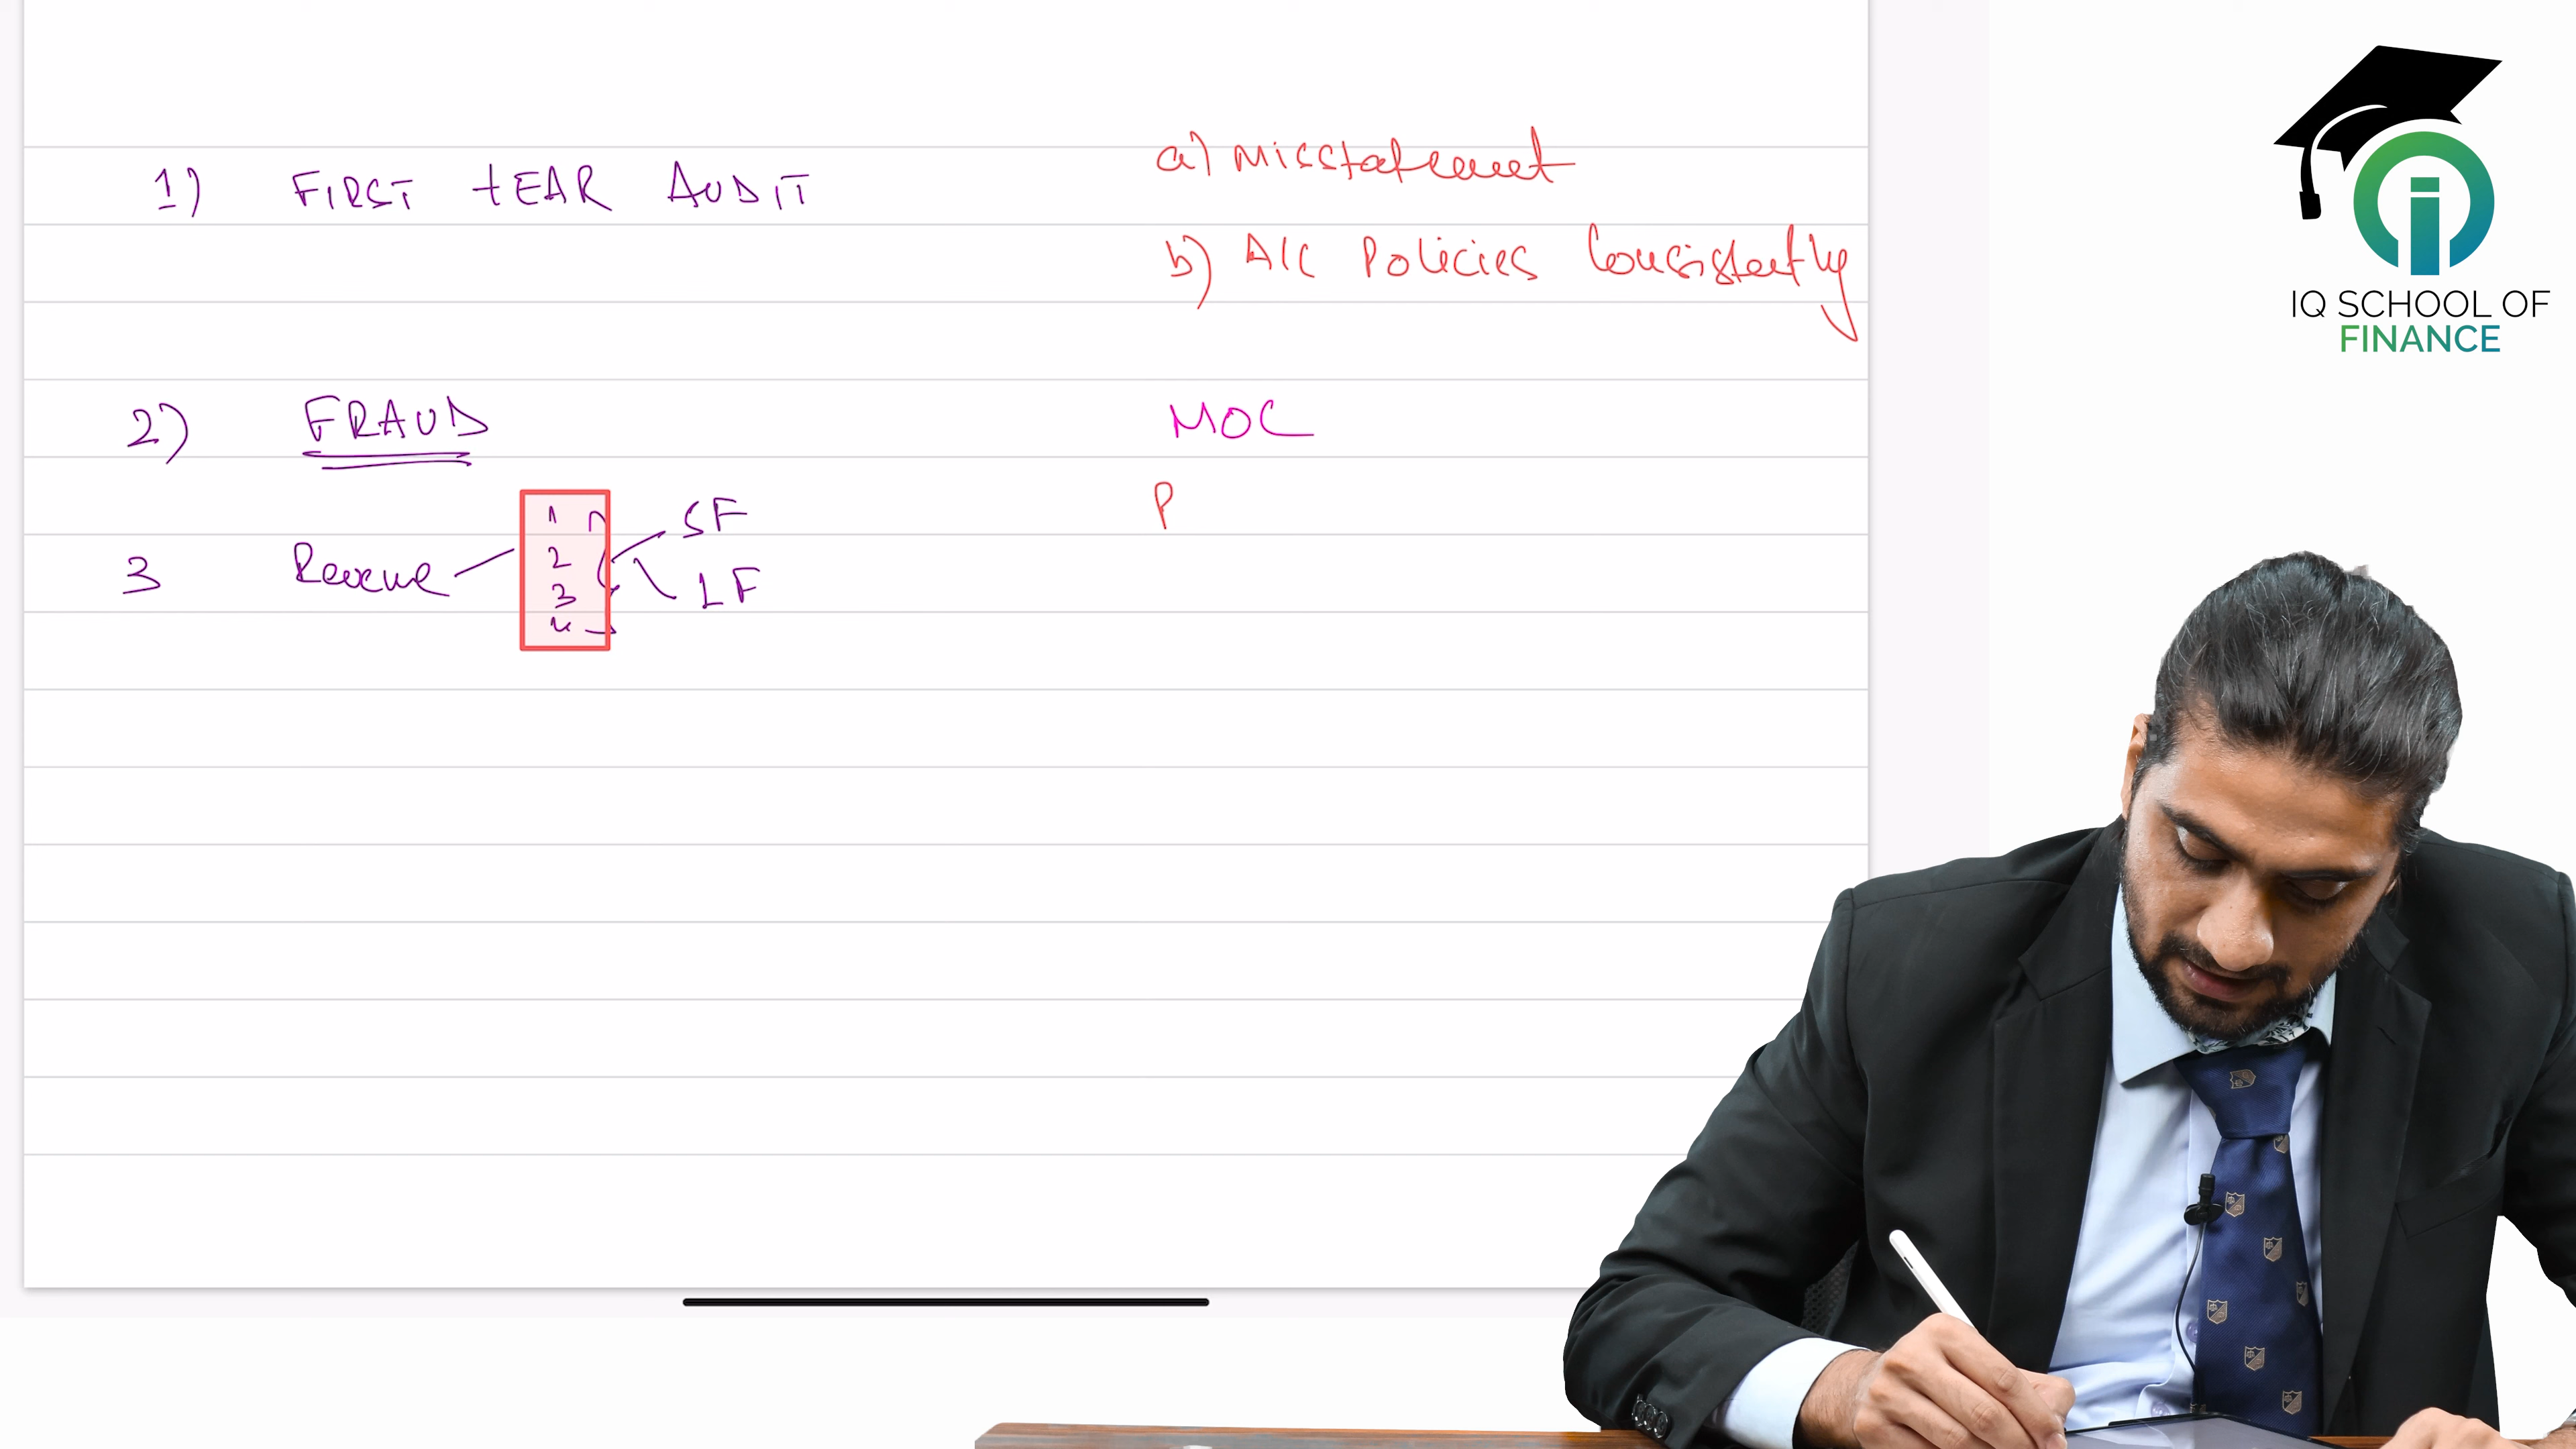 1) FIRST YEAR AUDIT
a) Misstatement
b) A/C Policies Consistently
2) FRAUD
MOC
P
3 Revenue
1
2
3
4
SF
LF
IQ SCHOOL OF
FINANCE